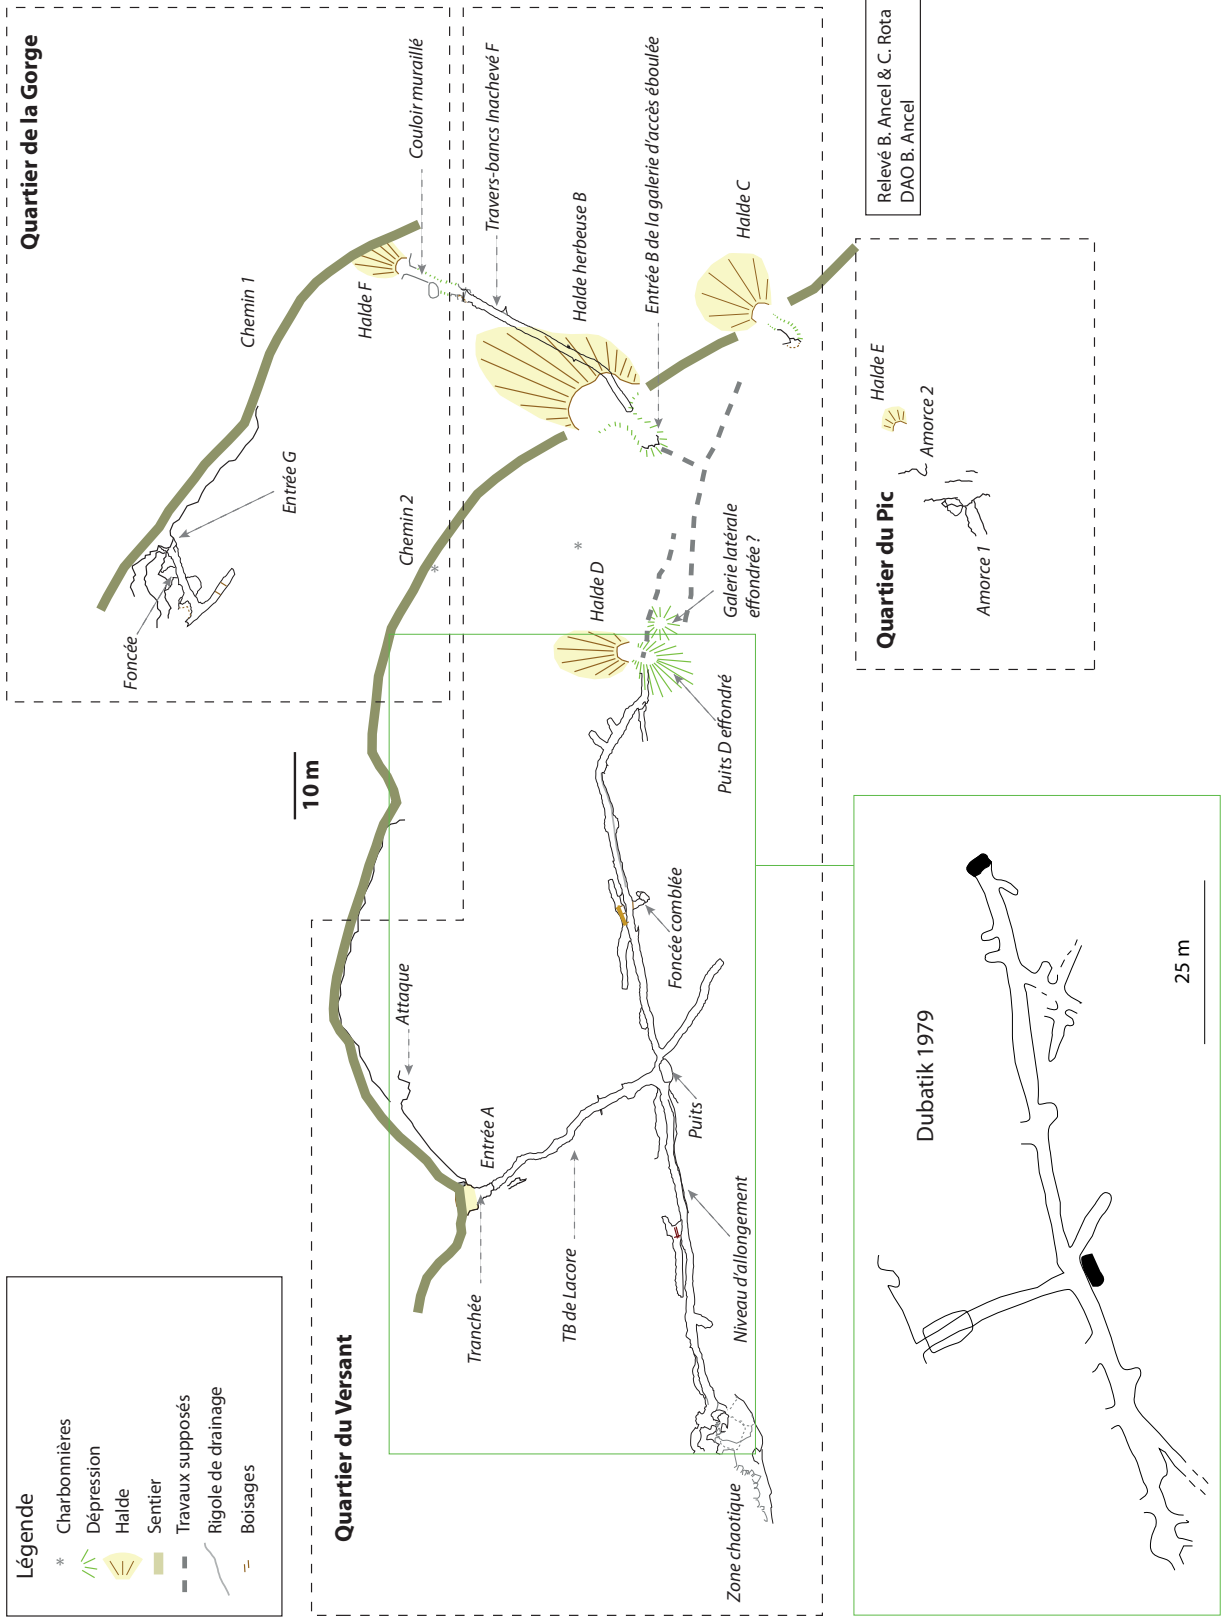 Légende
Charbonnières
Dépression
Halde
Sentier
Travaux supposés
Rigole de drainage
Boisages
Quartier de la Gorge
Chemin 1
Couloir muraillé
Halde F
Entrée G
Foncée
Travers-bancs Inachevé F
Halde herbeuse B
Entrée B de la galerie d'accès éboulée
Halde C
Chemin 2
*
*
Halde D
Galerie latérale
effondrée ?
Puits D effondré
10 m
Quartier du Versant
Attaque
Entrée A
Tranchée
TB de Lacore
Foncée comblée
Puits
Niveau d'allongement
Zone chaotique
Quartier du Pic
Halde E
Amorce 2
Amorce 1
Relevé B. Ancel & C. Rota
DAO B. Ancel
Dubatik 1979
25 m